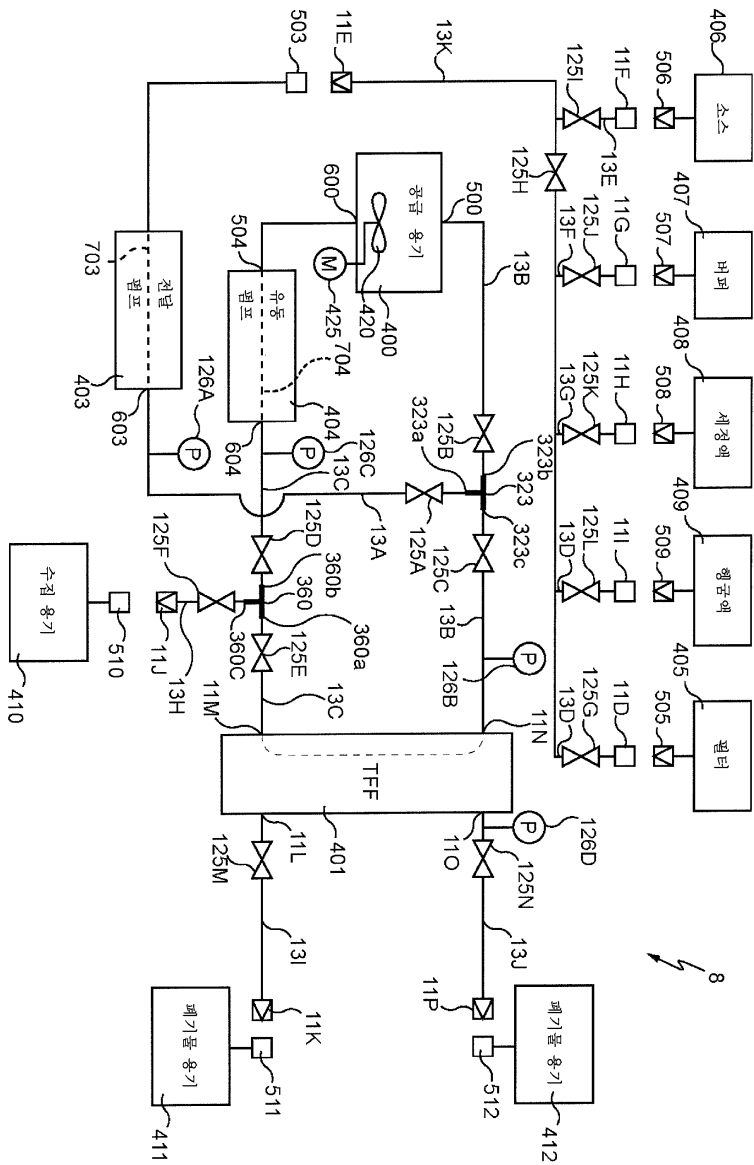 406
소스
506
11F
125I
13E
407
버퍼
507
11G
125J
13F
408
세정액
508
11H
125K
13G
409
헹굼액
509
11I
125L
13D
405
필터
505
11D
125G
13D
503
11E
13K
125H
600
공급 용기
500
13B
504
M
425
420
400
유동
펌프
704
404
604
703
전달
펌프
403
603
126A
P
P
126C
13C
13A
125B
323a
323b
323
323c
125A
125C
13B
P
126B
125D
360b
360
360a
360C
125E
13C
125F
11J
13H
510
수집 용기
410
11M
11N
TFF
401
11L
11O
P
126D
125M
125N
13I
13J
11K
11P
511
512
폐기물 용기
411
폐기물 용기
412
8